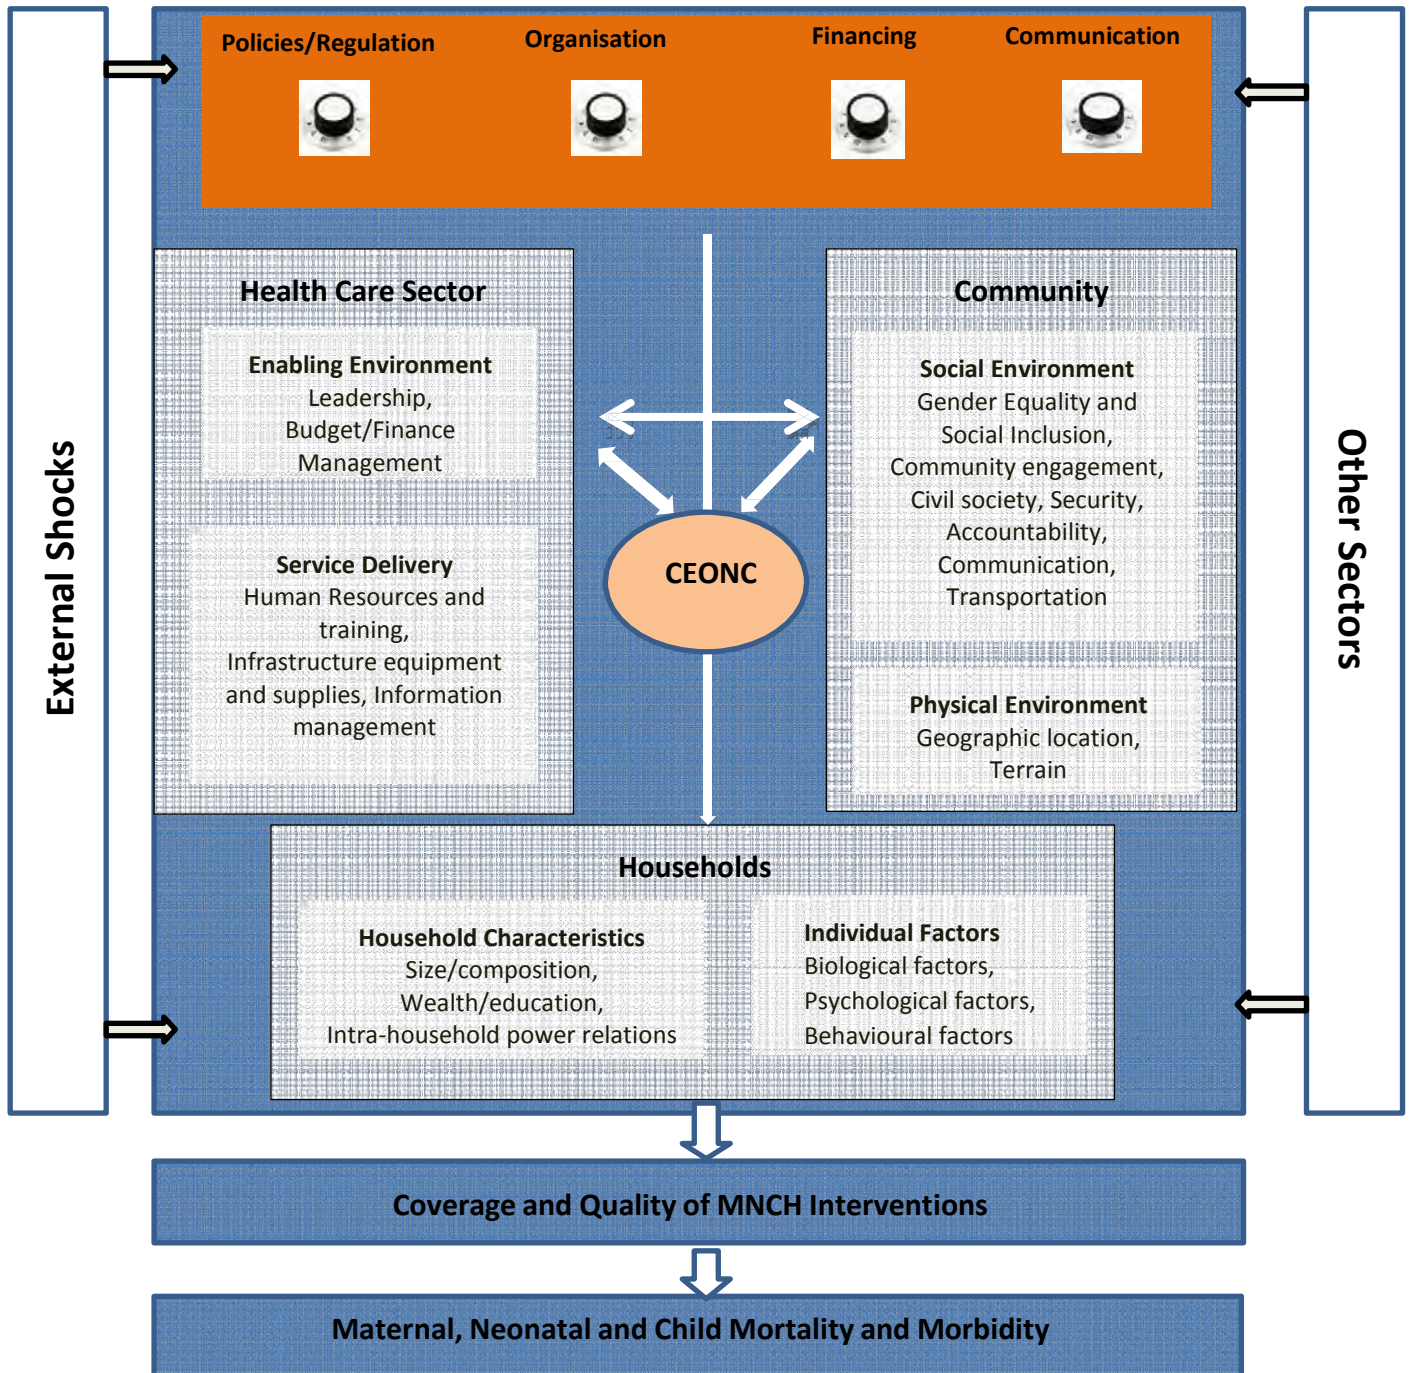 Policies/Regulation
Organisation
Financing
Communication
External Shocks
Health Care Sector
Enabling Environment
Leadership,
Budget/Finance
Management
Service Delivery
Human Resources and
training,
Infrastructure equipment
and supplies, Information
management
CEONC
Community
Social Environment
Gender Equality and
Social Inclusion,
Community engagement,
Civil society, Security,
Accountability,
Communication,
Transportation
Physical Environment
Geographic location,
Terrain
Other Sectors
Households
Household Characteristics
Size/composition,
Wealth/education,
Intra-household power relations
Individual Factors
Biological factors,
Psychological factors,
Behavioural factors
Coverage and Quality of MNCH Interventions
Maternal, Neonatal and Child Mortality and Morbidity